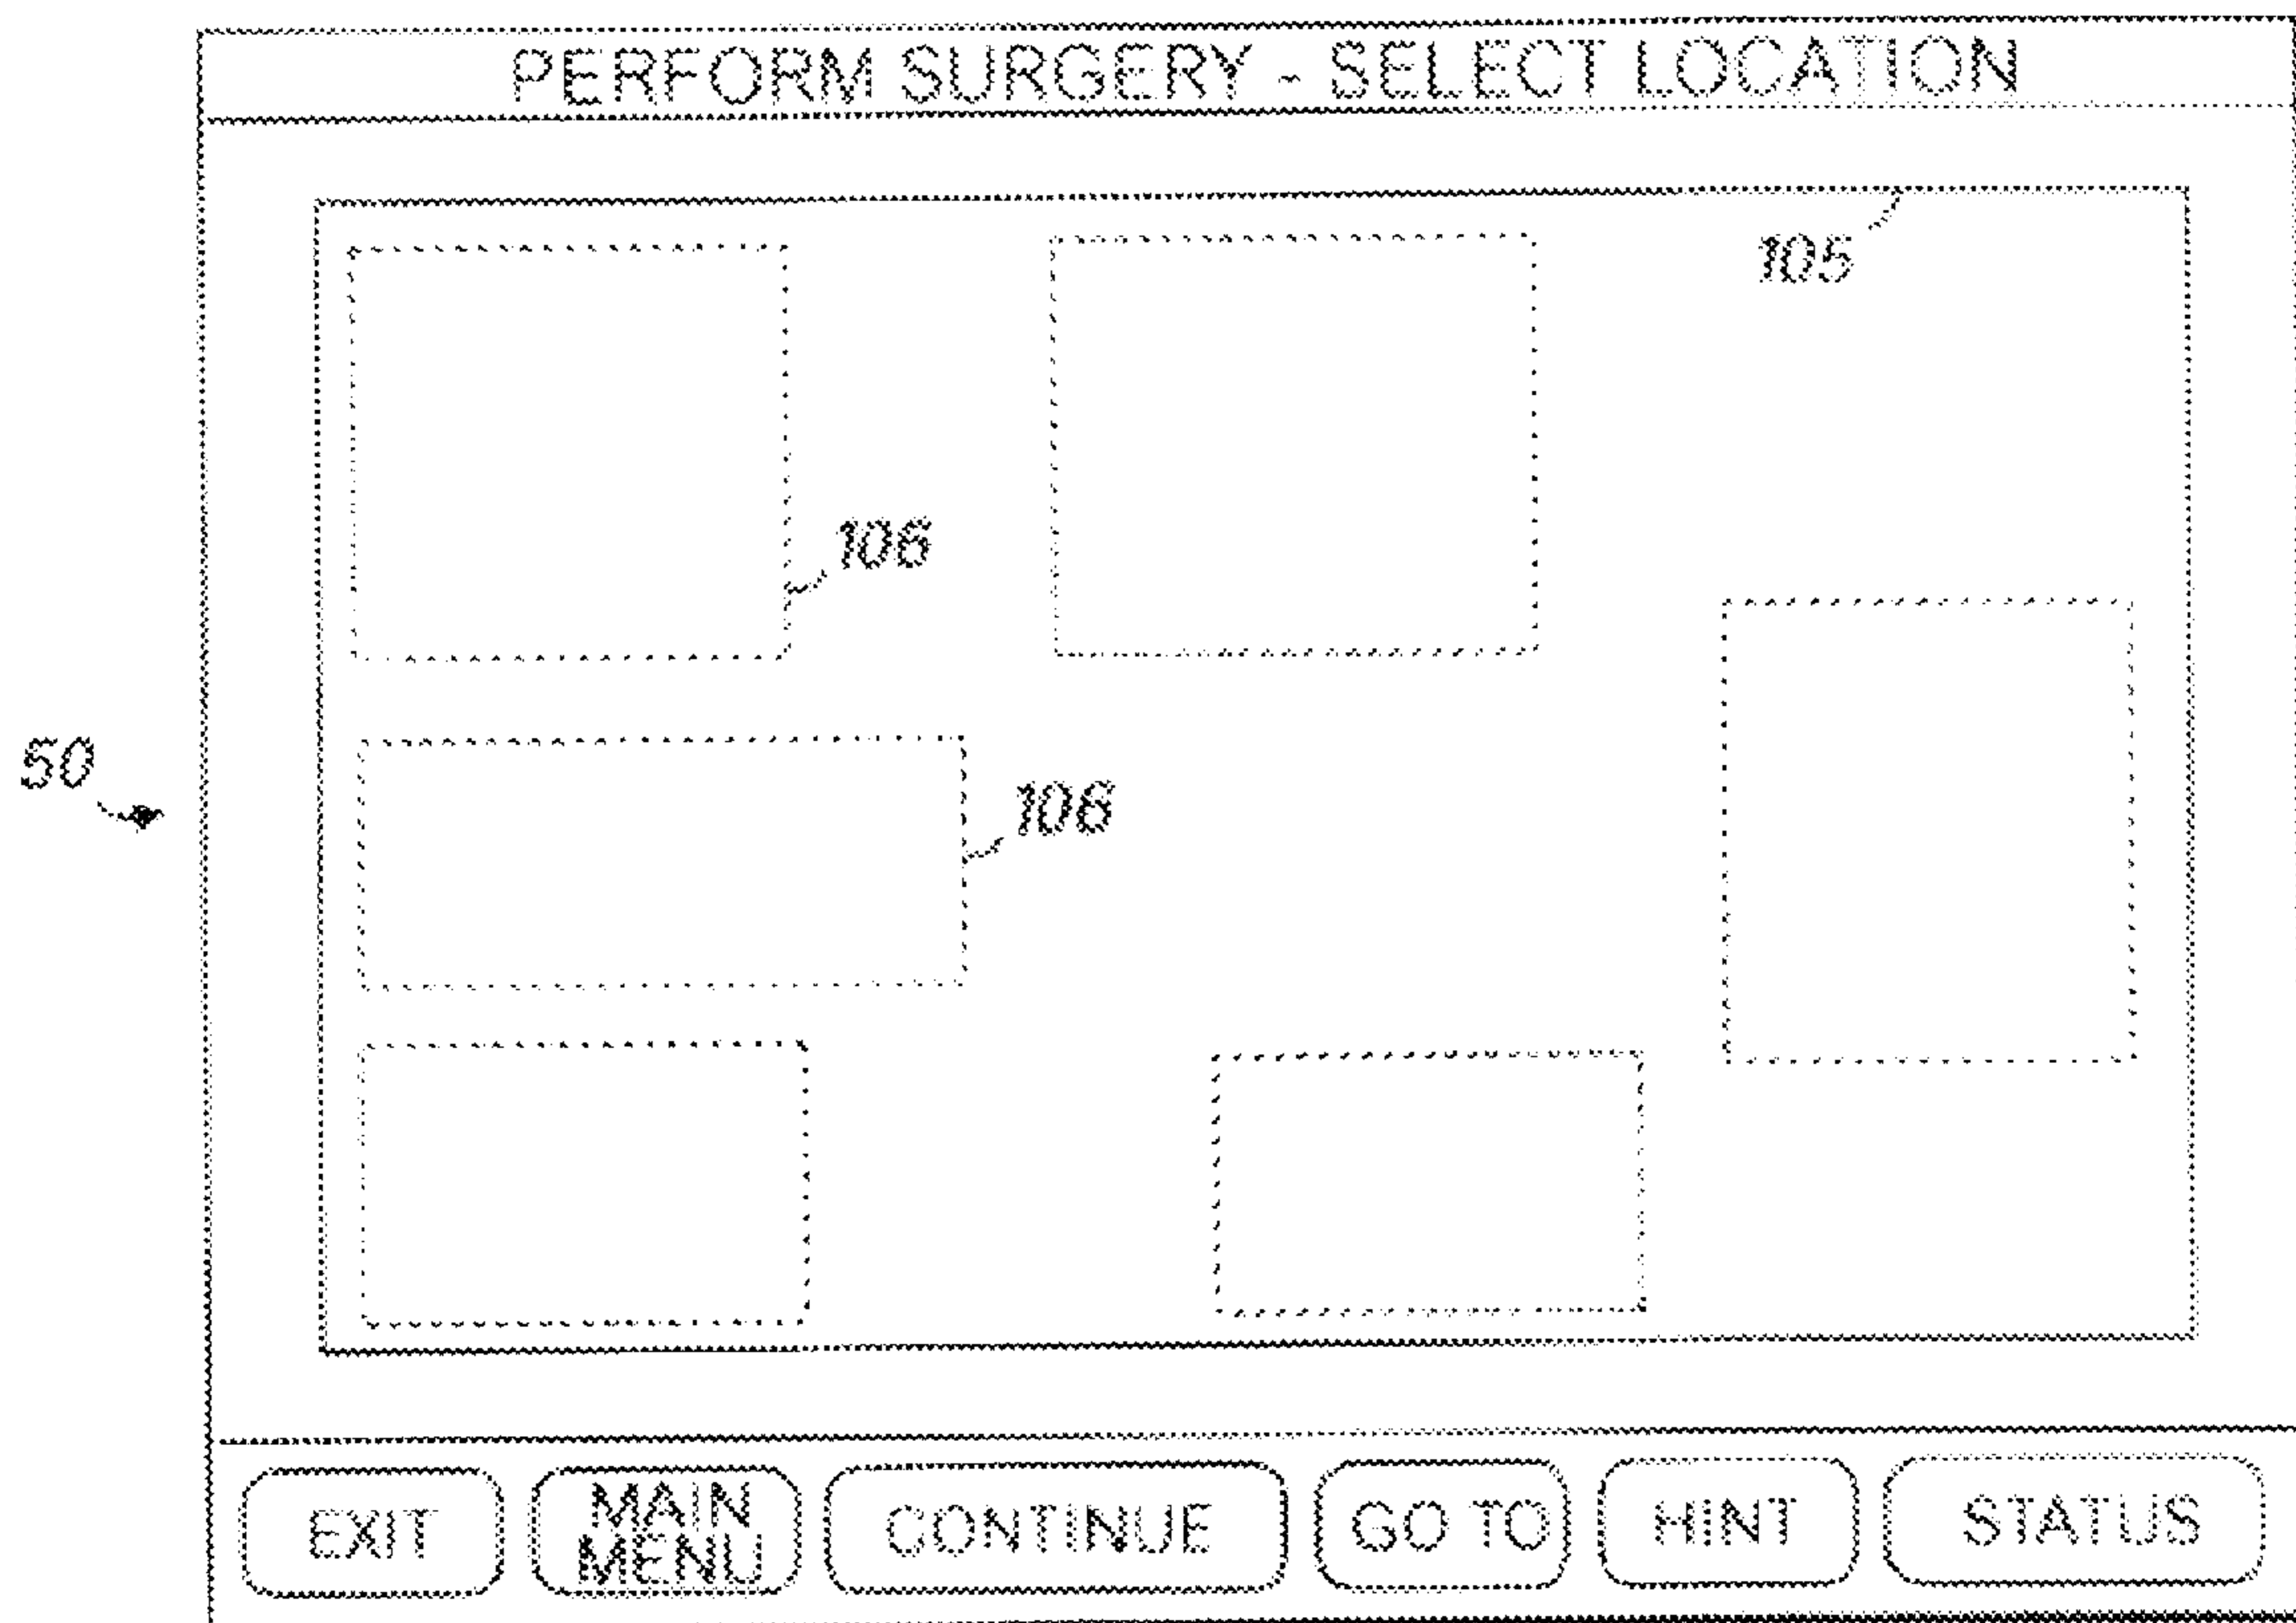 PERFORM SURGERY - SELECT LOCATION
105
106
50
106
EXIT
MAIN
MENU
CONTINUE
GO TO
HINT
STATUS